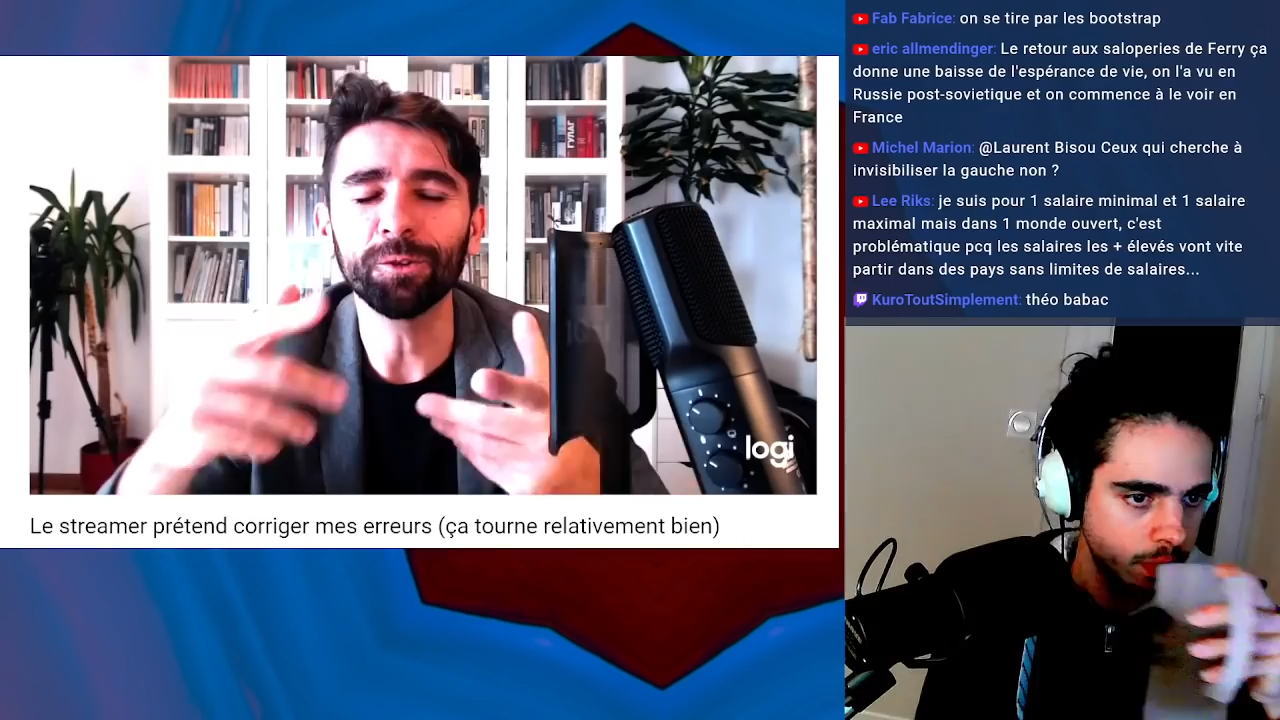 Fab Fabrice: on se tire par les bootstrap
eric allmendinger: Le retour aux saloperies de Ferry ça
donne une baisse de l'espérance de vie, on l'a vu en
Russie post-sovietique et on commence à le voir en
France
Michel Marion: @Laurent Bisou Ceux qui cherche à
invisibiliser la gauche non ?
Lee Riks: je suis pour 1 salaire minimal et 1 salaire
maximal mais dans 1 monde ouvert, c'est
problématique pcq les salaires les + élevés vont vite
partir dans des pays sans limites de salaires...
KuroToutSimplement: théo babac
ГУЛАГ
logi
Le streamer prétend corriger mes erreurs (ça tourne relativement bien)